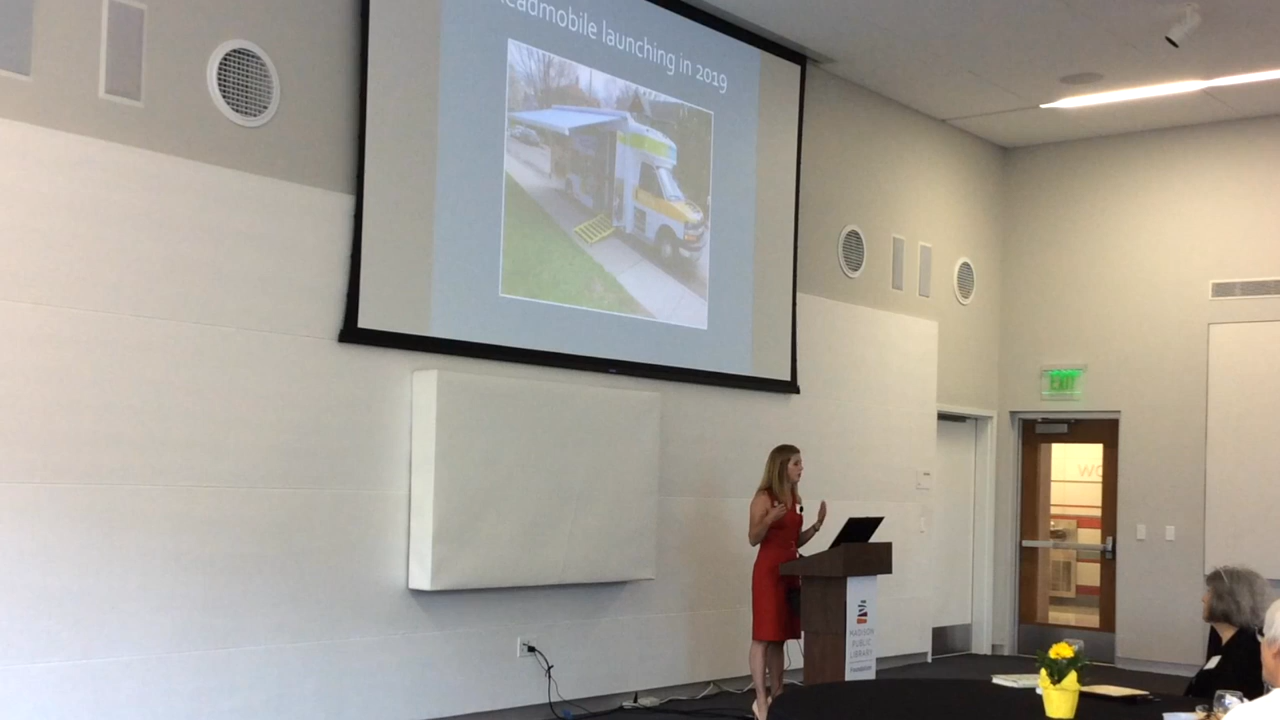 eadmobile launching in 2019
EXIT
MADISON
PUBLIC
LIBRARY